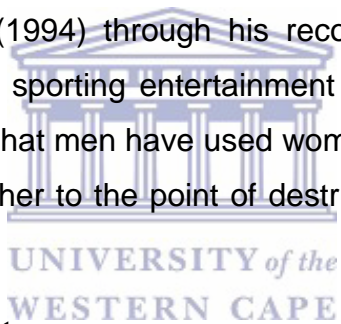 (1994) through his reco
sporting entertainment
hat men have used wom
her to the point of destr
UNIVERSITY of the
WESTERN CAPE